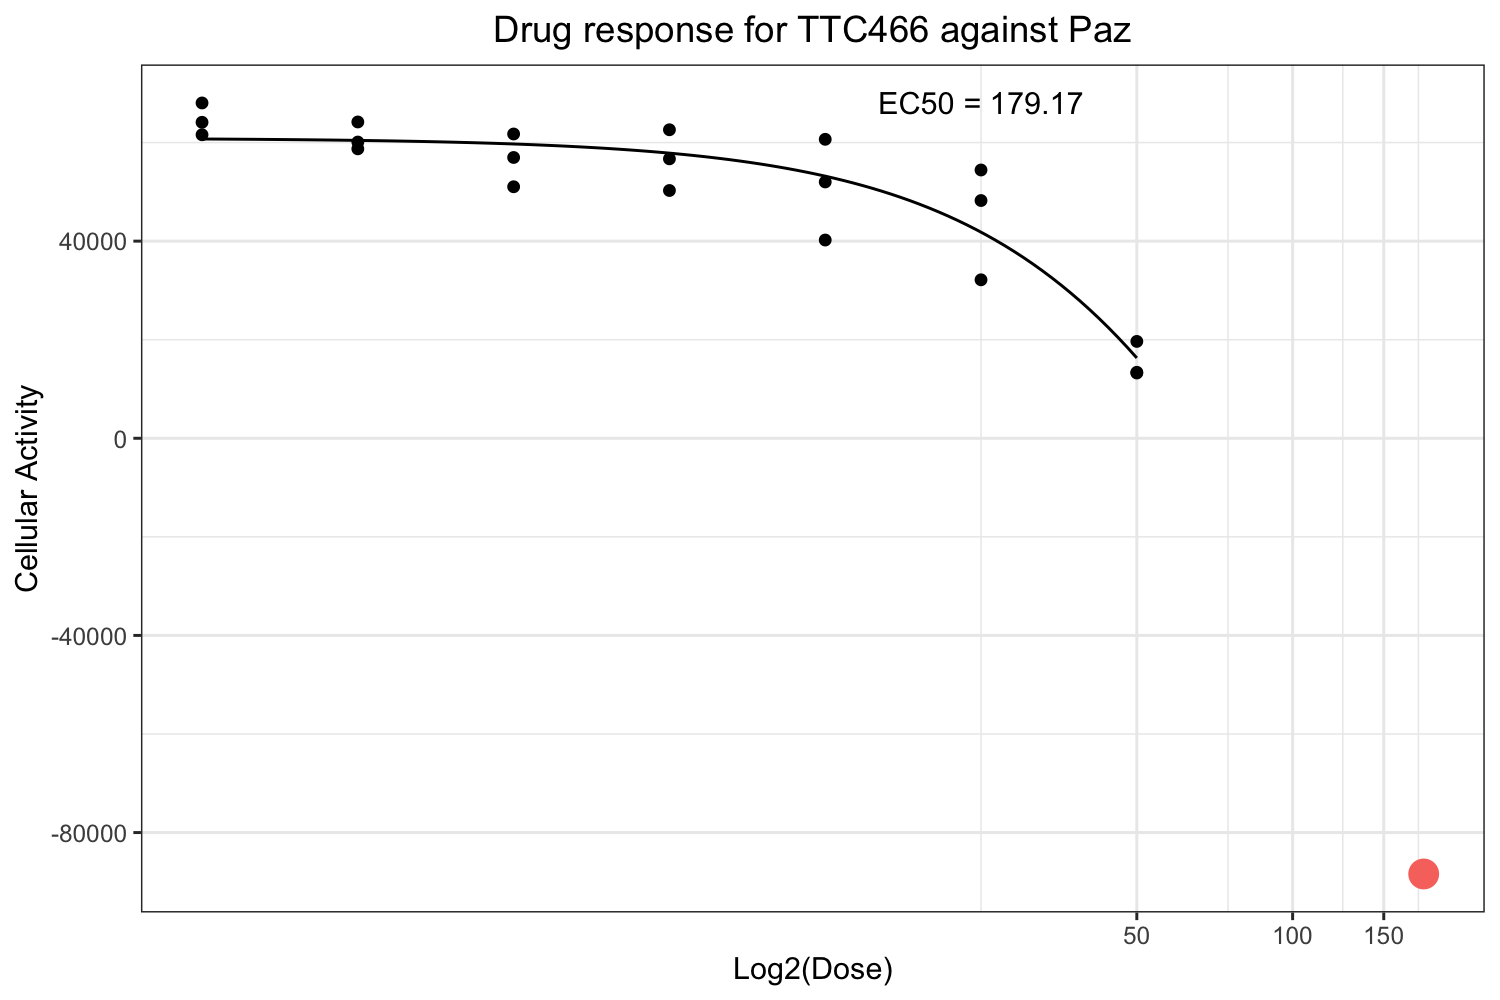 Drug response for TTC466 against Paz
EC50 = 179.17
Cellular Activity
40000
0
-40000
-80000
50
100
150
Log2(Dose)